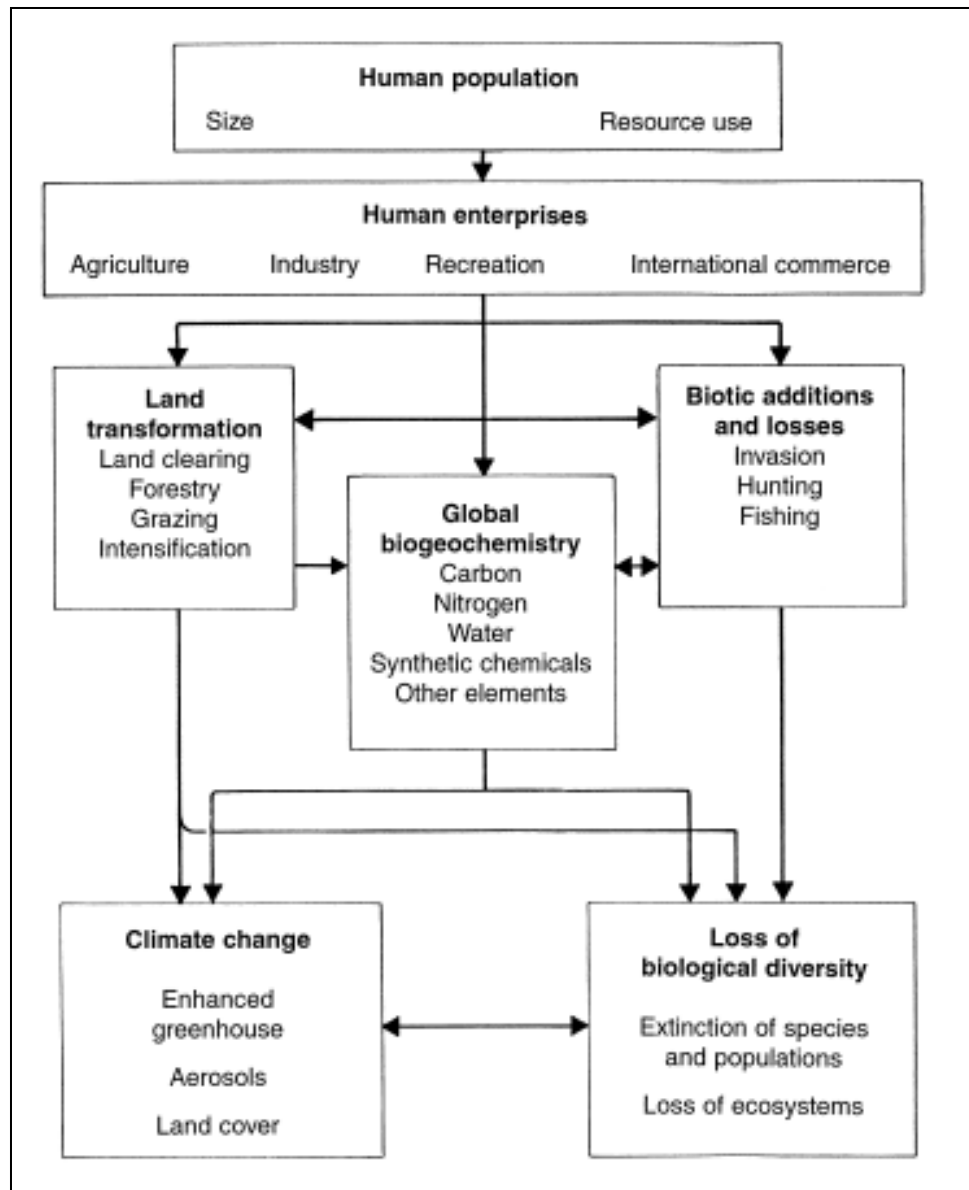 Human population
Size Resource use
Human enterprises
Agriculture Industry Recreation International commerce
Land
transformation
Land clearing
Forestry
Grazing
Intensification
Biotic additions
and losses
Invasion
Hunting
Fishing
Global
biogeochemistry
Carbon
Nitrogen
Water
Synthetic chemicals
Other elements
Climate change
Enhanced
greenhouse
Aerosols
Land cover
Loss of
biological diversity
Extinction of species
and populations
Loss of ecosystems